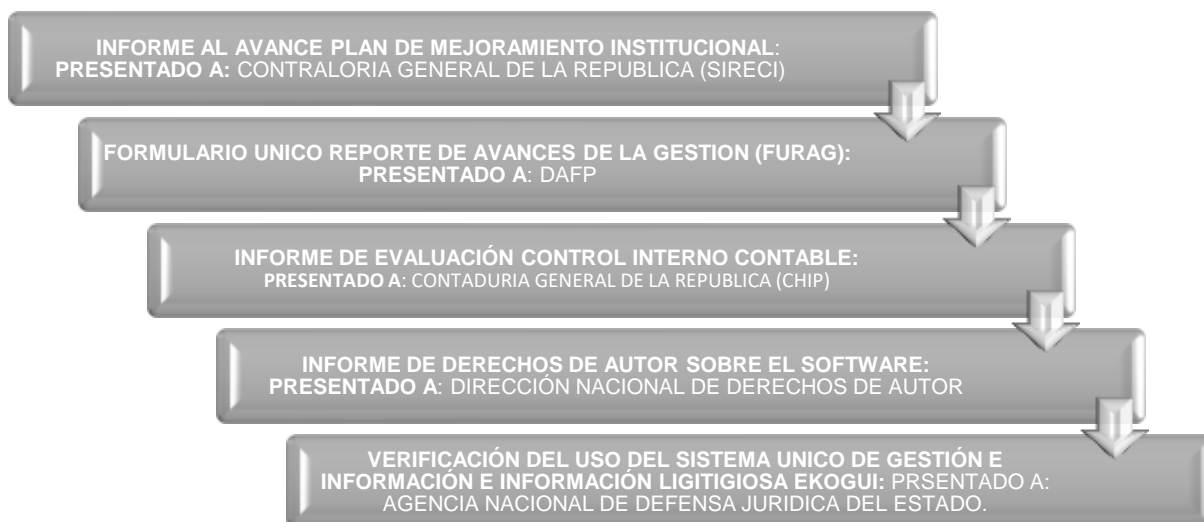 INFORME AL AVANCE PLAN DE MEJORAMIENTO INSTITUCIONAL:
PRESENTADO A: CONTRALORIA GENERAL DE LA REPUBLICA (SIRECI)
FORMULARIO UNICO REPORTE DE AVANCES DE LA GESTION (FURAG):
PRESENTADO A: DAFP
INFORME DE EVALUACIÓN CONTROL INTERNO CONTABLE:
PRESENTADO A: CONTADURIA GENERAL DE LA REPUBLICA (CHIP)
INFORME DE DERECHOS DE AUTOR SOBRE EL SOFTWARE:
PRESENTADO A: DIRECCIÓN NACIONAL DE DERECHOS DE AUTOR
VERIFICACIÓN DEL USO DEL SISTEMA UNICO DE GESTIÓN E
INFORMACIÓN E INFORMACIÓN LIGITIGIOSA EKOGUI: PRSENTADO A:
AGENCIA NACIONAL DE DEFENSA JURIDICA DEL ESTADO.